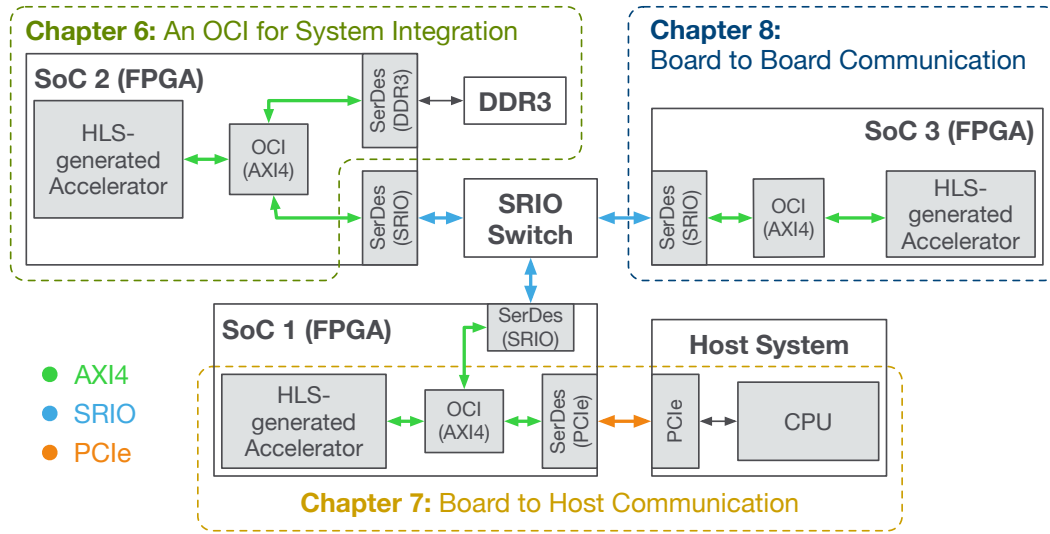 Chapter 6: An OCI for System Integration
SoC 2 (FPGA)
HLS-
generated
Accelerator
OCI
(AXI4)
SerDes
(DDR3)
DDR3
SerDes
(SRIO)
SRIO
Switch
Chapter 8:
Board to Board Communication
SoC 3 (FPGA)
SerDes
(SRIO)
OCI
(AXI4)
HLS-
generated
Accelerator
SoC 1 (FPGA)
SerDes
(SRIO)
HLS-
generated
Accelerator
OCI
(AXI4)
SerDes
(PCIe)
Host System
PCIe
CPU
AXI4
SRIO
PCIe
Chapter 7: Board to Host Communication